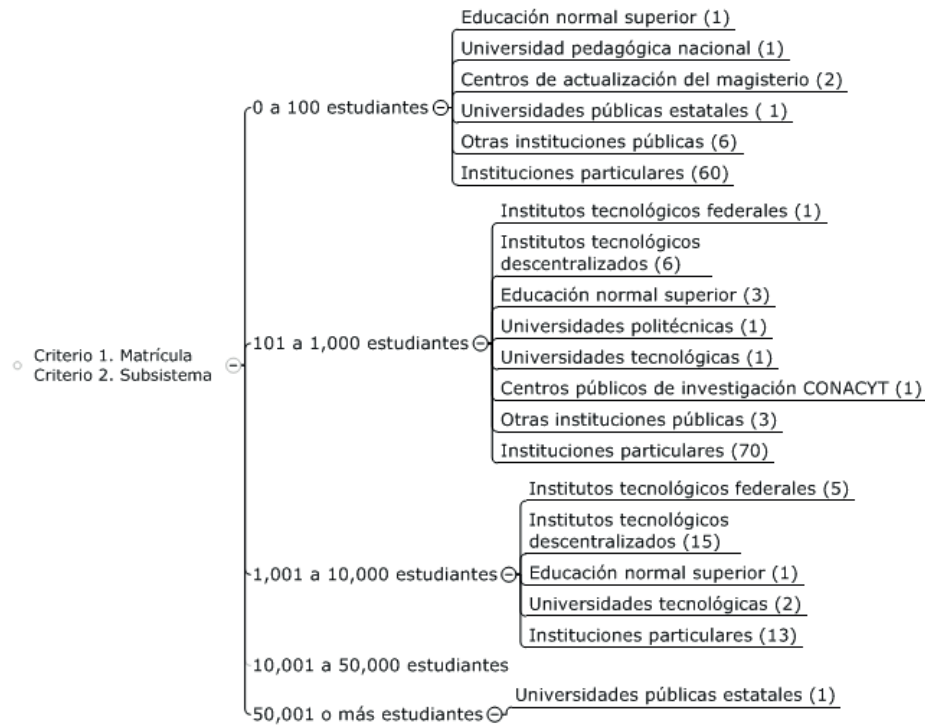 Criterio 1. Matrícula
Criterio 2. Subsistema
0 a 100 estudiantes
Educación normal superior (1)
Universidad pedagógica nacional (1)
Centros de actualización del magisterio (2)
Universidades públicas estatales ( 1)
Otras instituciones públicas (6)
Instituciones particulares (60)
101 a 1,000 estudiantes
Institutos tecnológicos federales (1)
Institutos tecnológicos
descentralizados (6)
Educación normal superior (3)
Universidades politécnicas (1)
Universidades tecnológicas (1)
Centros públicos de investigación CONACYT (1)
Otras instituciones públicas (3)
Instituciones particulares (70)
1,001 a 10,000 estudiantes
Institutos tecnológicos federales (5)
Institutos tecnológicos
descentralizados (15)
Educación normal superior (1)
Universidades tecnológicas (2)
Instituciones particulares (13)
10,001 a 50,000 estudiantes
50,001 o más estudiantes
Universidades públicas estatales (1)